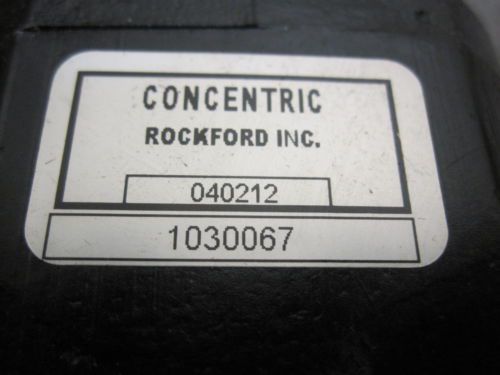 CONCENTRIC
ROCKFORD INC.
040212
1030067